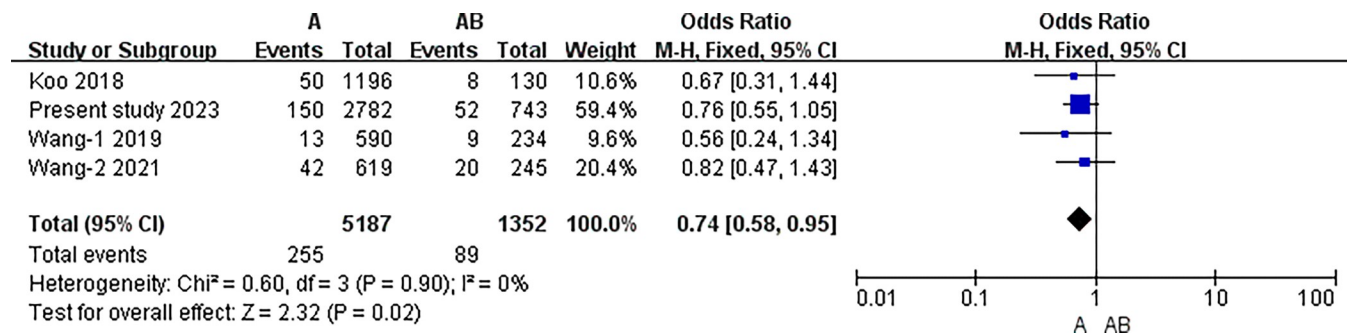 A AB Odds Ratio Odds Ratio
Study or Subgroup Events Total Events Total Weight M-H, Fixed, 95% CI M-H, Fixed, 95% CI
Koo 2018 50 1196 8 130 10.6% 0.67 [0.31, 1.44]
Present study 2023 150 2782 52 743 59.4% 0.76 [0.55, 1.05]
Wang-1 2019 13 590 9 234 9.6% 0.56 [0.24, 1.34]
Wang-2 2021 42 619 20 245 20.4% 0.82 [0.47, 1.43]
Total (95% CI) 5187 1352 100.0% 0.74 [0.58, 0.95]
Total events 255 89
Heterogeneity: Chi² = 0.60, df = 3 (P = 0.90); I² = 0%
Test for overall effect: Z = 2.32 (P = 0.02)
0.01 0.1 1 10 100
A AB